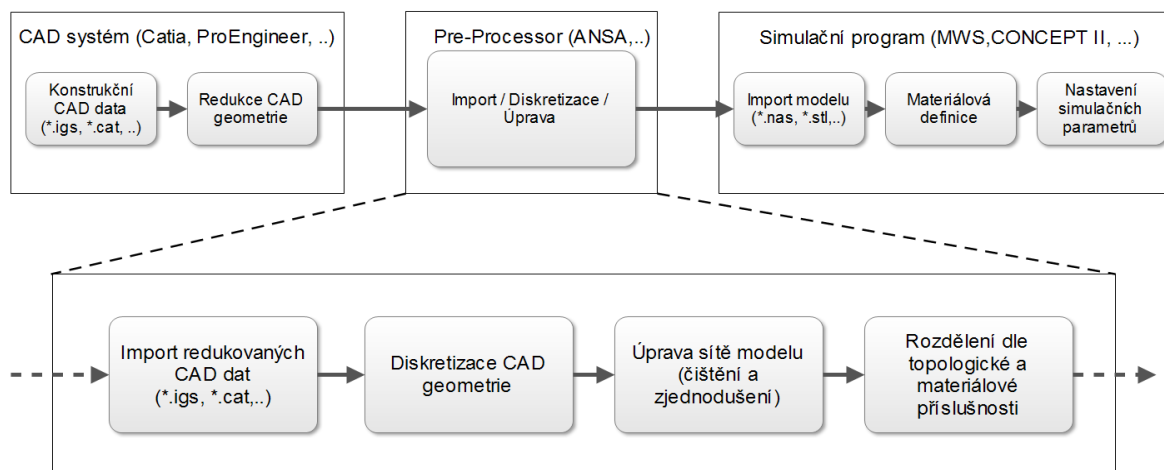 CAD systém (Catia, ProEngineer, ..)
Konstrukční
CAD data
(*.igs, *.cat, ..)
Redukce CAD
geometrie
Pre-Processor (ANSA,..)
Import / Diskretizace /
Úprava
Simulační program (MWS,CONCEPT II, ...)
Import modelu
(*.nas, *.stl,..)
Materiálová
definice
Nastavení
simulačních
parametrů
Import redukovaných
CAD dat
(*.igs, *.cat,..)
Diskretizace CAD
geometrie
Úprava sítě modelu
(čištění a
zjednodušení)
Rozdělení dle
topologické a
materiálové
příslušnosti